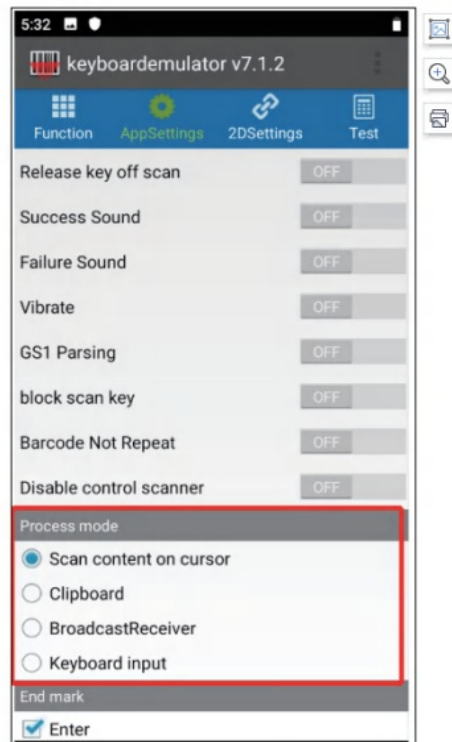 5:32
keyboardemulator v7.1.2
Function AppSettings 2DSettings Test
Release key off scan OFF
Success Sound OFF
Failure Sound OFF
Vibrate OFF
GS1 Parsing OFF
block scan key OFF
Barcode Not Repeat OFF
Disable control scanner OFF
Process mode
Scan content on cursor
Clipboard
BroadcastReceiver
Keyboard input
End mark
Enter